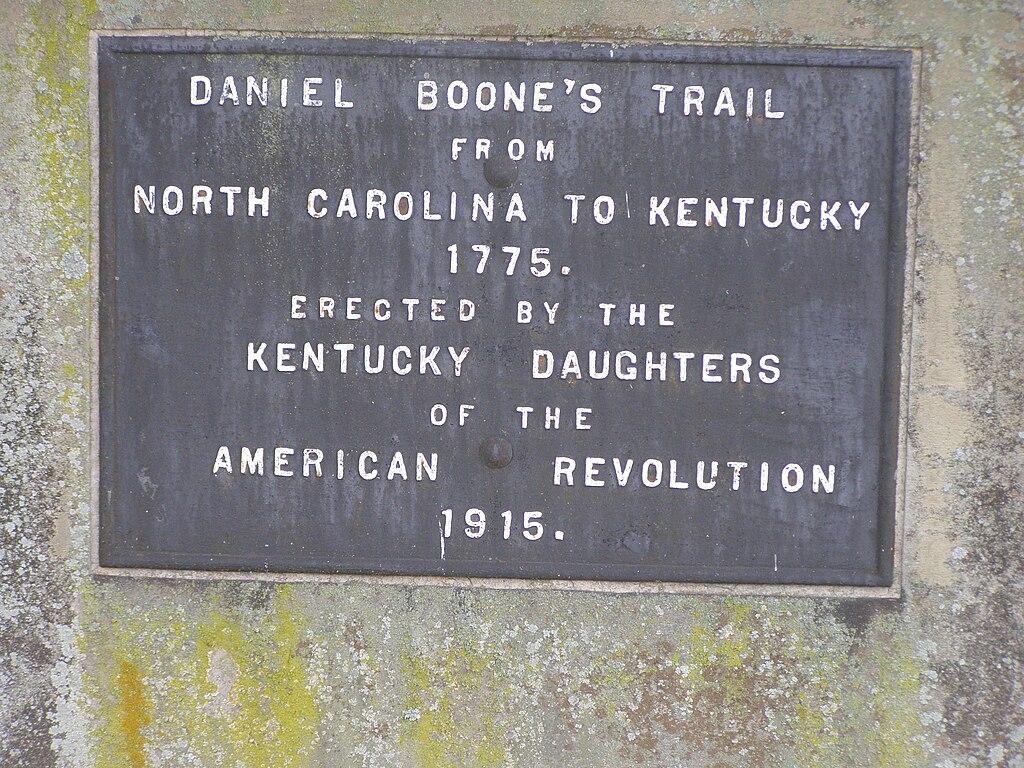 DANIEL BOONE'S TRAIL
FROM
NORTH CAROLINA TO KENTUCKY
1775.
ERECTED BY THE
KENTUCKY DAUGHTERS
OF THE
AMERICAN REVOLUTION
1915.